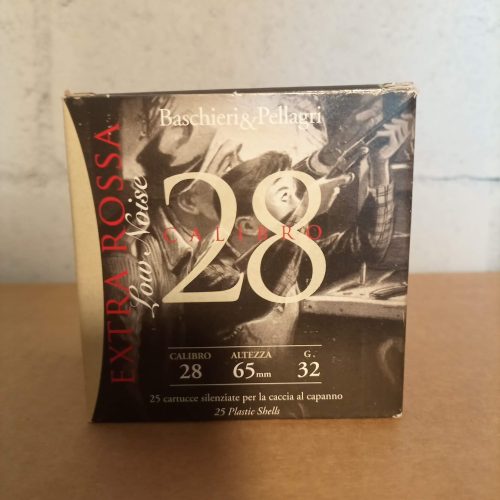 Baschieri&Pellagri
EXTRA ROSSA
Low Noise
28
CALIBRO
CALIBRO ALTEZZA G.
28 65mm 32
25 cartucce silenziate per la caccia al capanno
25 Plastic Shells